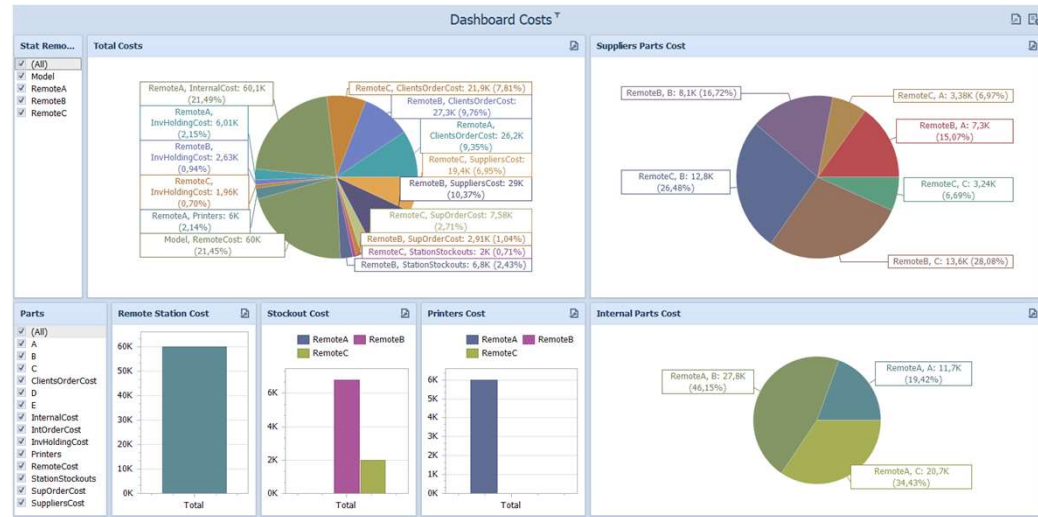 Dashboard Costs
Stat Remo...
(All)
Model
RemoteA
RemoteB
RemoteC
Total Costs
RemoteA, InternalCost: 60,1K
(21,49%)
RemoteA,
InvHoldingCost: 6,01K
(2,15%)
RemoteB,
InvHoldingCost: 2,63K
(0,94%)
RemoteC,
InvHoldingCost: 1,96K
(0,70%)
RemoteA, Printers: 6K
(2,14%)
Model, RemoteCost: 60K
(21,45%)
RemoteC, ClientsOrderCost: 21,9K (7,81%)
RemoteB, ClientsOrderCost:
27,3K (9,76%)
RemoteA,
ClientsOrderCost: 26,2K
(9,35%)
RemoteC, SuppliersCost:
19,4K (6,95%)
RemoteB, SuppliersCost: 29K
(10,37%)
RemoteC, SupOrderCost: 7,58K
(2,71%)
RemoteB, SupOrderCost: 2,91K (1,04%)
RemoteC, StationStockouts: 2K (0,71%)
RemoteB, StationStockouts: 6,8K (2,43%)
Suppliers Parts Cost
RemoteB, B: 8,1K (16,72%)
RemoteC, A: 3,38K (6,97%)
RemoteB, A: 7,3K
(15,07%)
RemoteC, B: 12,8K
(26,48%)
RemoteC, C: 3,24K
(6,69%)
RemoteB, C: 13,6K (28,08%)
Parts
(All)
A
B
C
ClientsOrderCost
D
E
InternalCost
IntOrderCost
InvHoldingCost
Printers
RemoteCost
StationStockouts
SupOrderCost
SuppliersCost
Remote Station Cost
60K
50K
40K
30K
20K
10K
0K
Total
Stockout Cost
RemoteA RemoteB
RemoteC
6K
4K
2K
0K
Total
Printers Cost
RemoteA RemoteB
RemoteC
6K
5K
4K
3K
2K
1K
0K
Total
Internal Parts Cost
RemoteA, B: 27,8K
(46,15%)
RemoteA, A: 11,7K
(19,42%)
RemoteA, C: 20,7K
(34,43%)